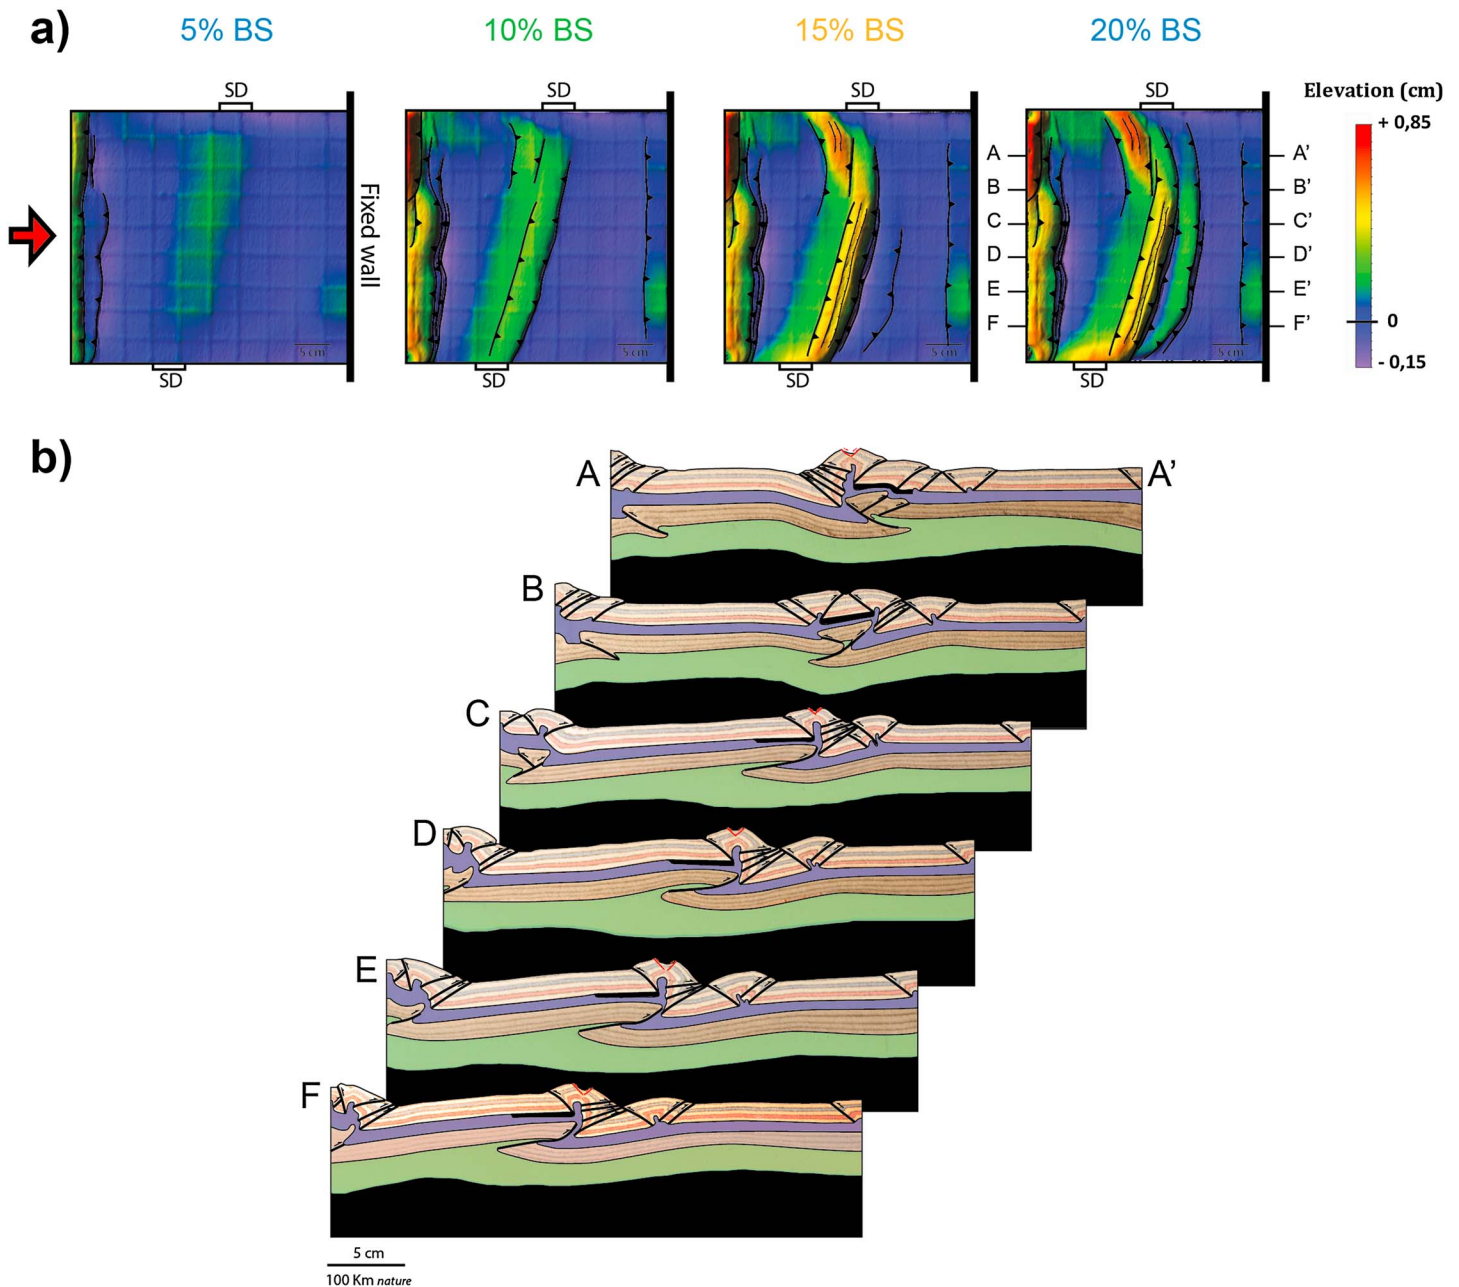 a)
5% BS
10% BS
15% BS
20% BS
SD
SD
SD
SD
Elevation (cm)
+ 0,85
0
- 0,15
Fixed wall
A
B
C
D
E
F
A'
B'
C'
D'
E'
F'
5 cm
5 cm
5 cm
5 cm
SD
SD
SD
SD
b)
A
A'
B
C
D
E
F
5 cm
100 Km nature